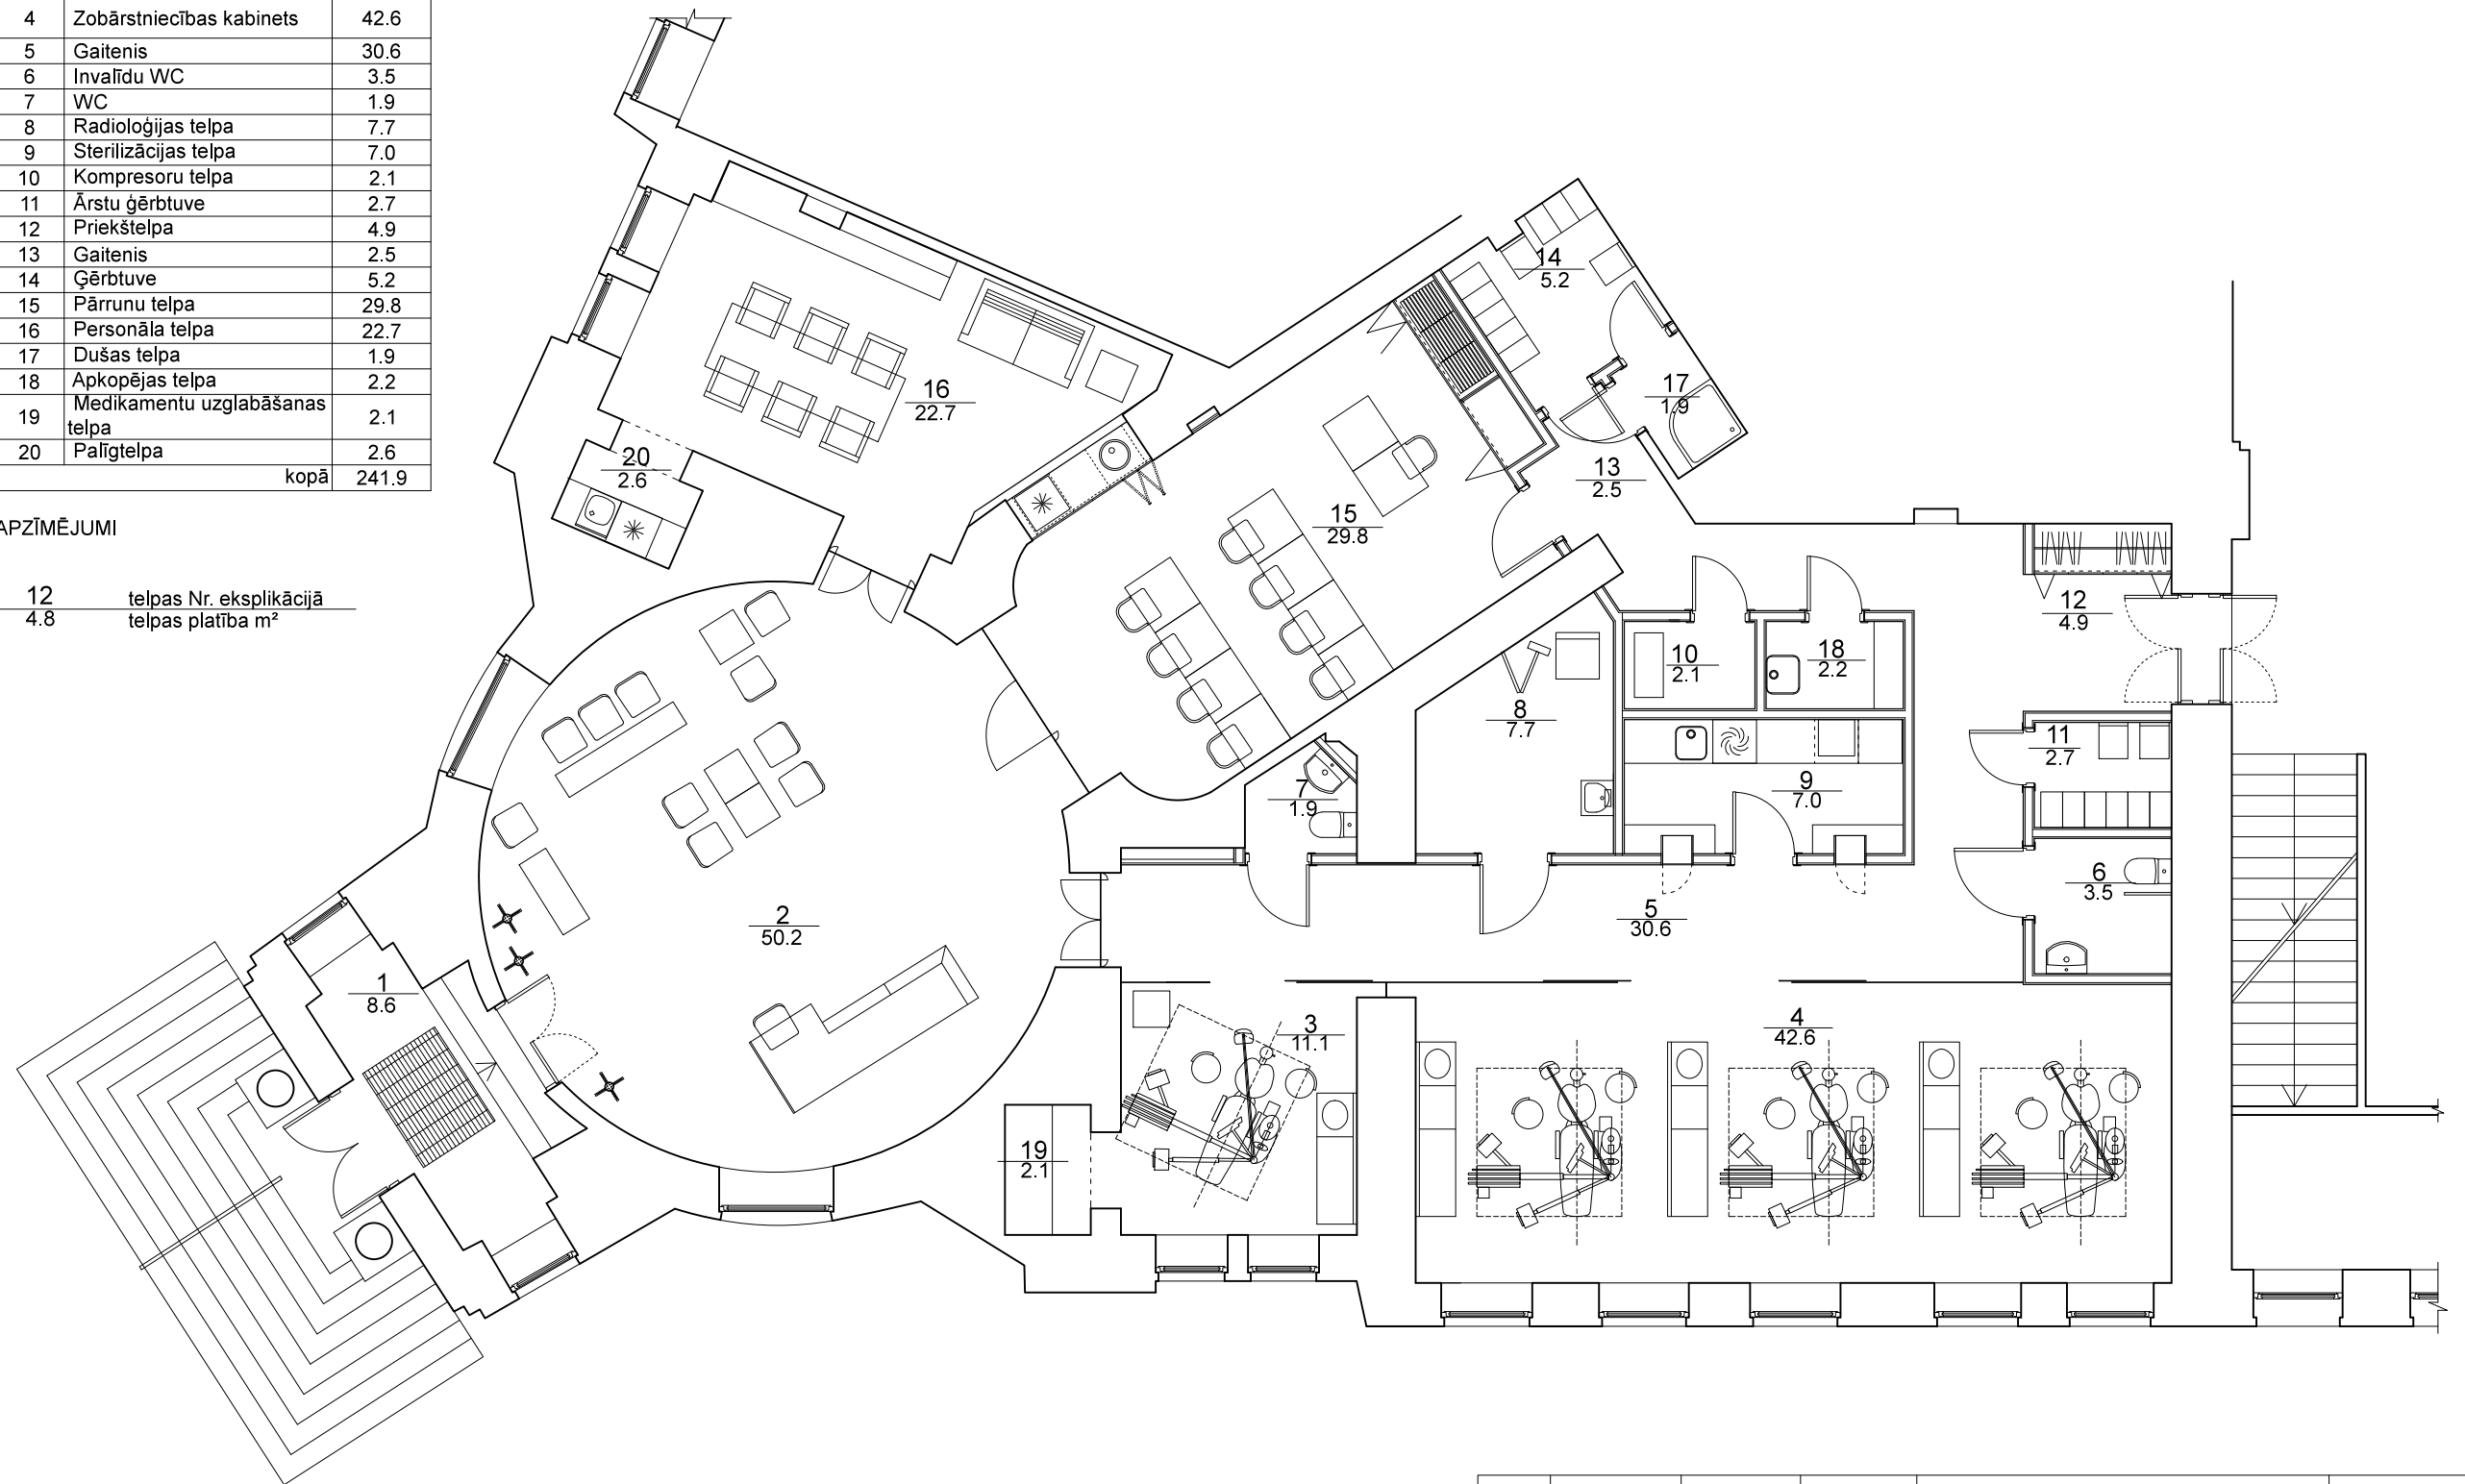 4 Zobārstniecības kabinets 42.6
5 Gaitenis 30.6
6 Invalīdu WC 3.5
7 WC 1.9
8 Radioloģijas telpa 7.7
9 Sterilizācijas telpa 7.0
10 Kompresoru telpa 2.1
11 Ārstu ģērbtuve 2.7
12 Priekštelpa 4.9
13 Gaitenis 2.5
14 Ģērbtuve 5.2
15 Pārrunu telpa 29.8
16 Personāla telpa 22.7
17 Dušas telpa 1.9
18 Apkopējas telpa 2.2
19 Medikamentu uzglabāšanas telpa 2.1
20 Palīgtelpa 2.6
kopā 241.9
APZĪMĒJUMI
12 telpas Nr. eksplikācijā
4.8 telpas platība m²
14
5.2
16
22.7
17
1.9
20
2.6
13
2.5
15
29.8
12
4.9
10
2.1
18
2.2
8
7.7
11
2.7
7
1.9
9
7.0
6
3.5
2
50.2
5
30.6
1
8.6
3
11.1
4
42.6
19
2.1